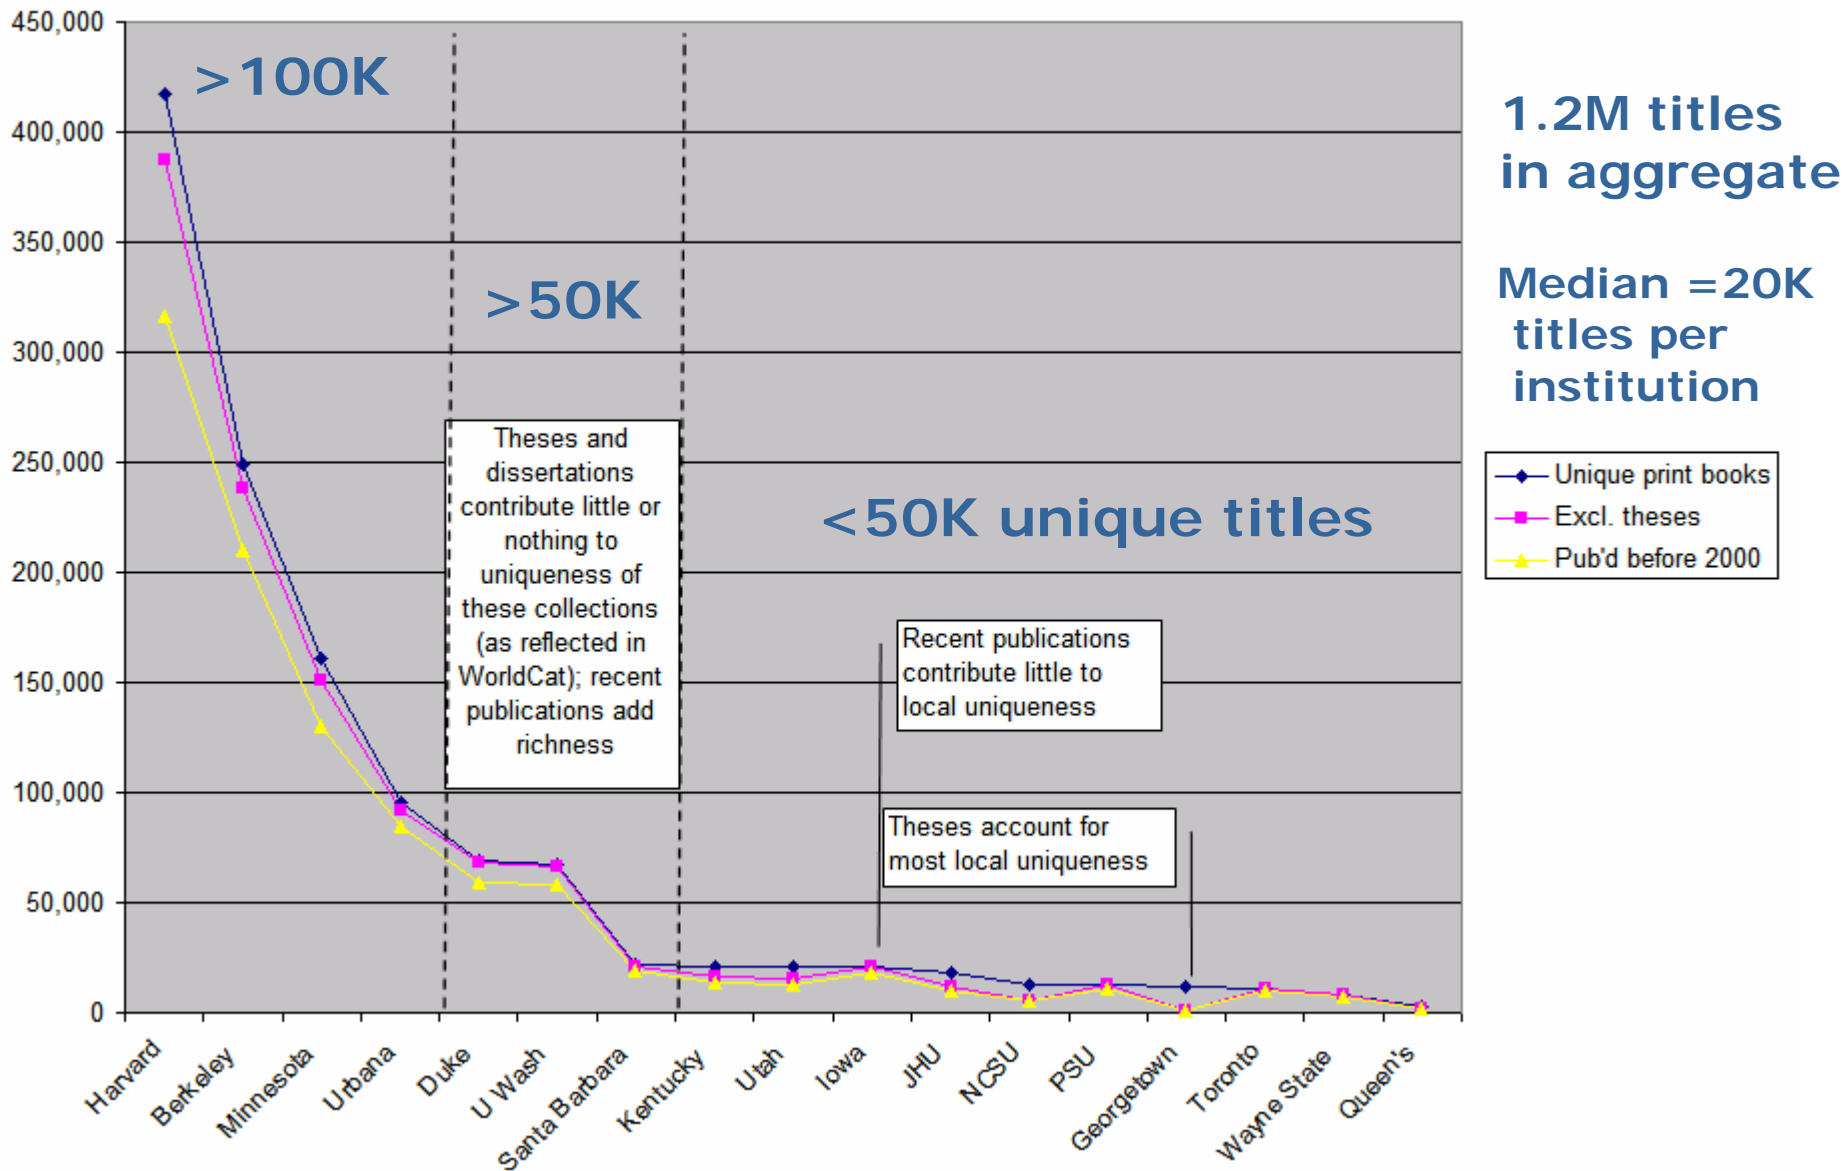 450,000
400,000
350,000
300,000
250,000
200,000
150,000
100,000
50,000
0
>100K
>50K
<50K unique titles
Theses and
dissertations
contribute little or
nothing to
uniqueness of
these collections
(as reflected in
WorldCat); recent
publications add
richness
Recent publications
contribute little to
local uniqueness
Theses account for
most local uniqueness
1.2M titles
in aggregate
Median =20K
titles per
institution
Unique print books
Excl. theses
Pub'd before 2000
Harvard
Berkeley
Minnesota
Urbana
Duke
U Wash
Santa Barbara
Kentucky
Utah
Iowa
JHU
NCSU
PSU
Georgetown
Toronto
Wayne State
Queen's